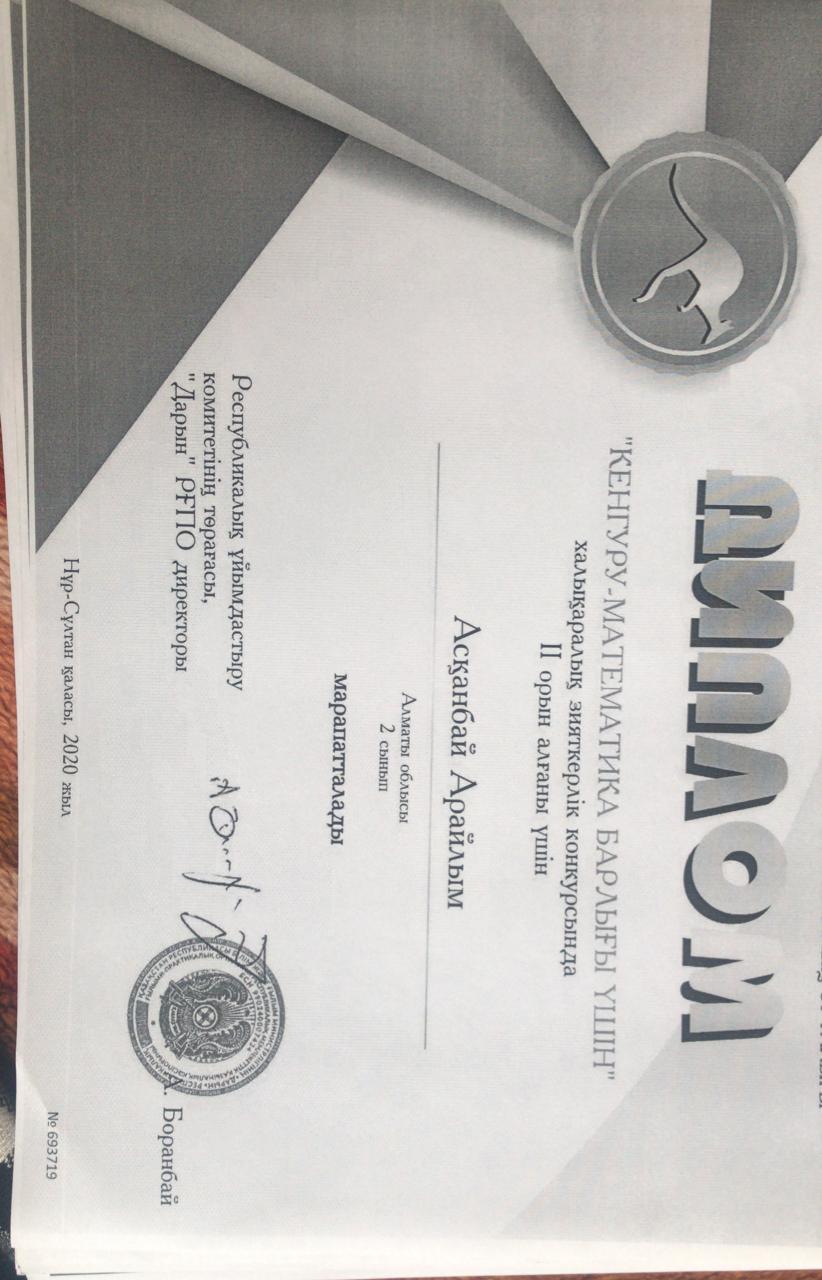 ДИПЛОМ
"КЕНГУРУ-МАТЕМАТИКА БАРЛЫҒЫ ҮШІН"
халықаралық зияткерлік конкурсында
II орын алғаны үшін
Асқанбай Арайлым
Алматы облысы
2 сынып
марапатталады
Республикалық ұйымдастыру
комитетінің төрағасы,
"Дарын" РҒПО директоры
А. Боранбай
Нұр-Сұлтан қаласы, 2020 жыл
№ 693719